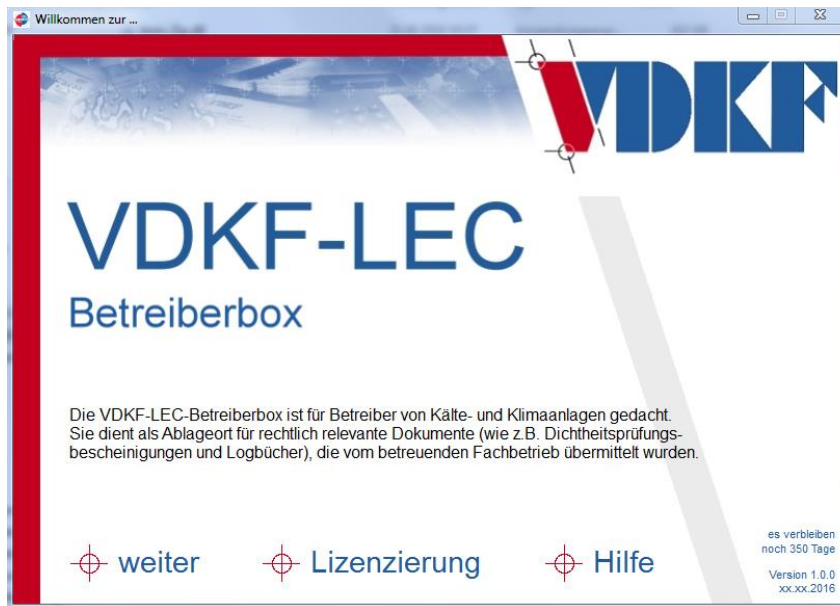 Willkommen zur ...
VDKF
VDKF-LEC
Betreiberbox
Die VDKF-LEC-Betreiberbox ist für Betreiber von Kälte- und Klimaanlagen gedacht.
Sie dient als Ablageort für rechtlich relevante Dokumente (wie z.B. Dichtheitsprüfungs-
bescheinigungen und Logbücher), die vom betreuenden Fachbetrieb übermittelt wurden.
weiter
Lizenzierung
Hilfe
es verbleiben
noch 350 Tage
Version 1.0.0
xx.xx.2016